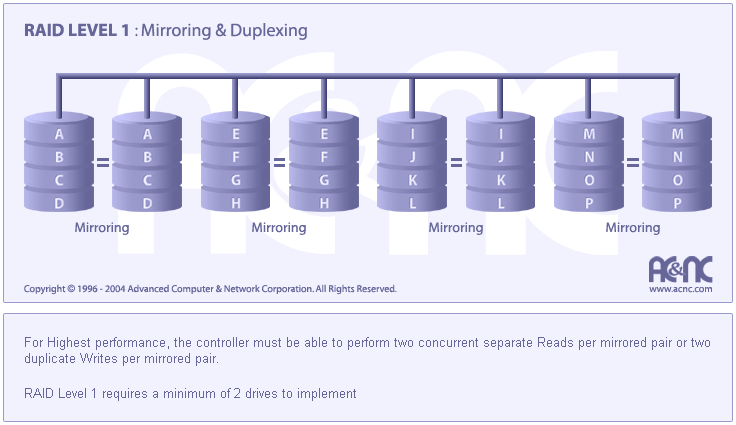 RAID LEVEL 1 : Mirroring & Duplexing
A A E E I I M M
B = B F = F J = J N = N
C C G G K K O O
D D H H L L P P
Mirroring Mirroring Mirroring Mirroring
AC&NC
Copyright © 1996 - 2004 Advanced Computer & Network Corporation. All Rights Reserved.
www.acnc.com
For Highest performance, the controller must be able to perform two concurrent separate Reads per mirrored pair or two
duplicate Writes per mirrored pair.
RAID Level 1 requires a minimum of 2 drives to implement